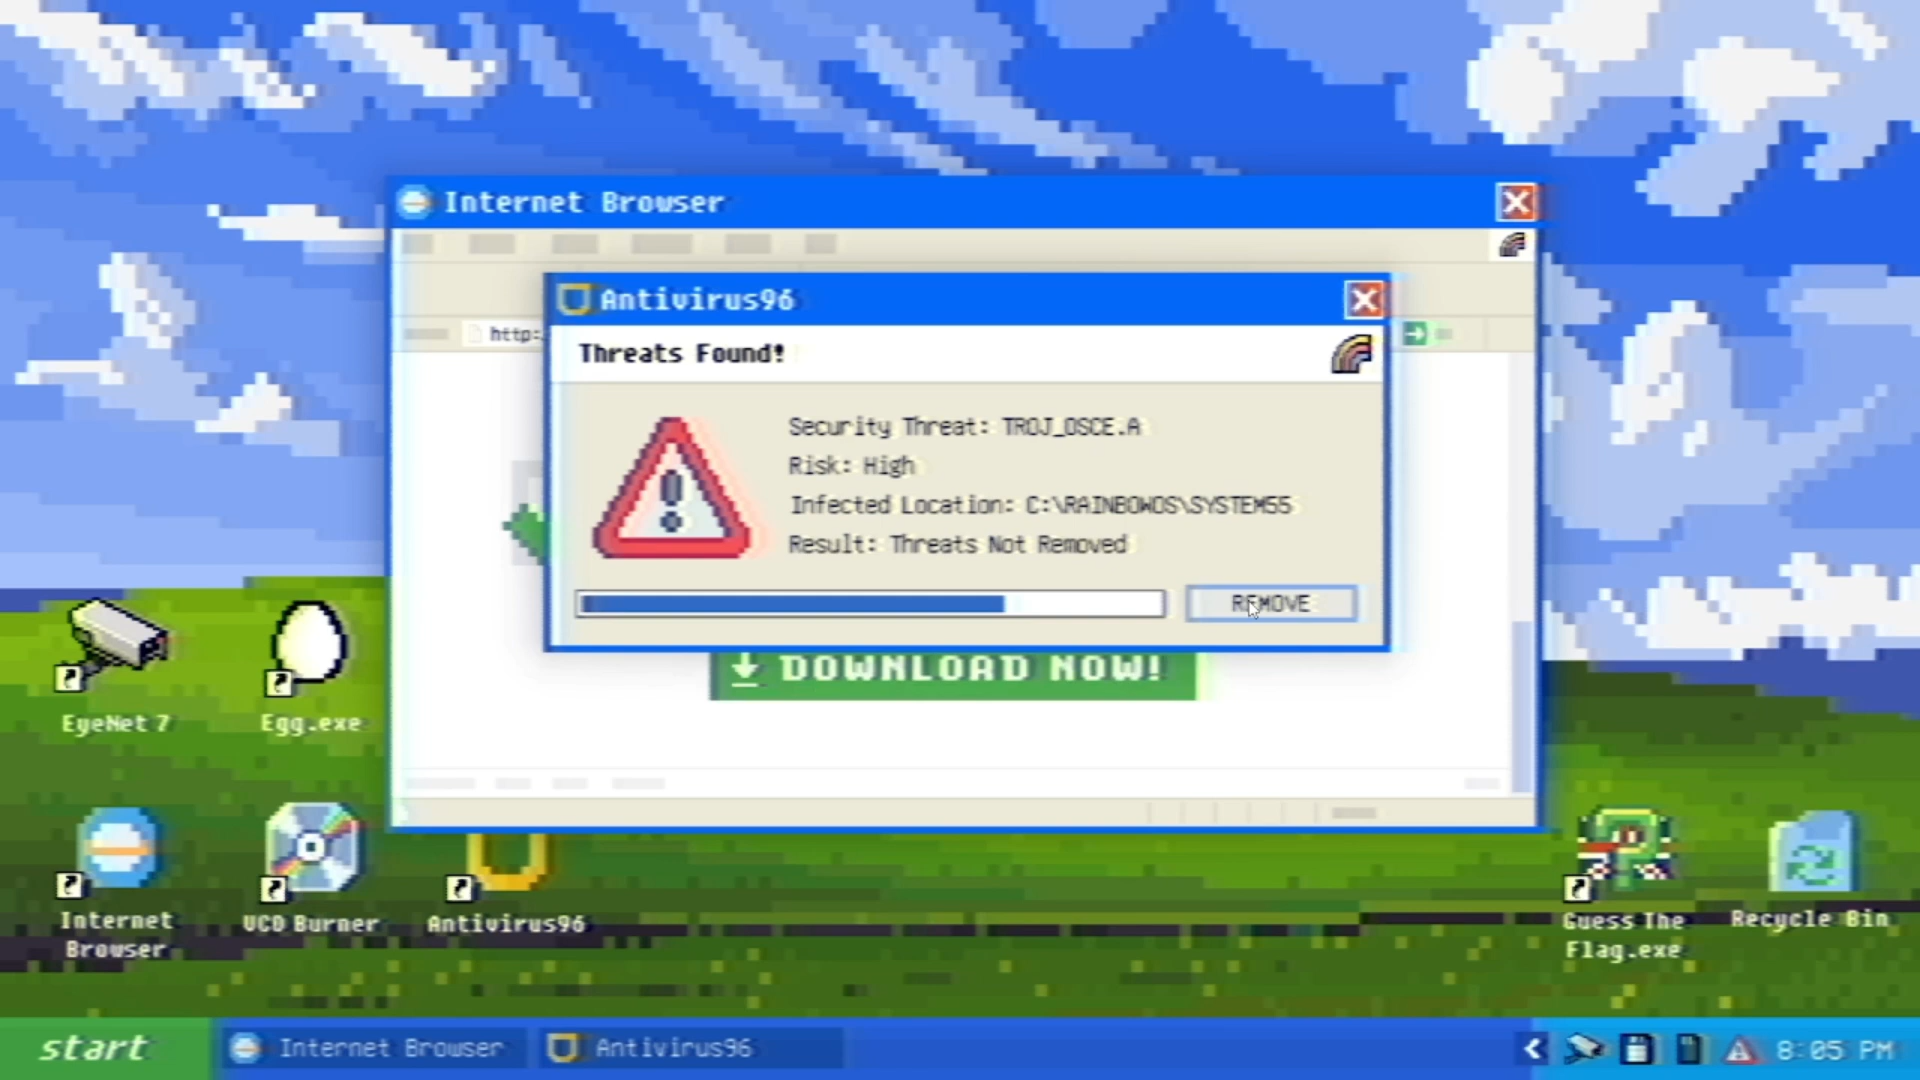 Internet Browser
Antivirus96
http:
Threats Found!
Security Threat: TROJ_OSCE.A
Risk: High
Infected Location: C:\RAINBOWOS\SYSTEM55
Result: Threats Not Removed
REMOVE
DOWNLOAD NOW!
EyeNet 7
Egg.exe
Internet
Browser
VCD Burner
Antivirus96
Guess The
Flag.exe
Recycle Bin
start
Internet Browser
Antivirus96
8:05 PM